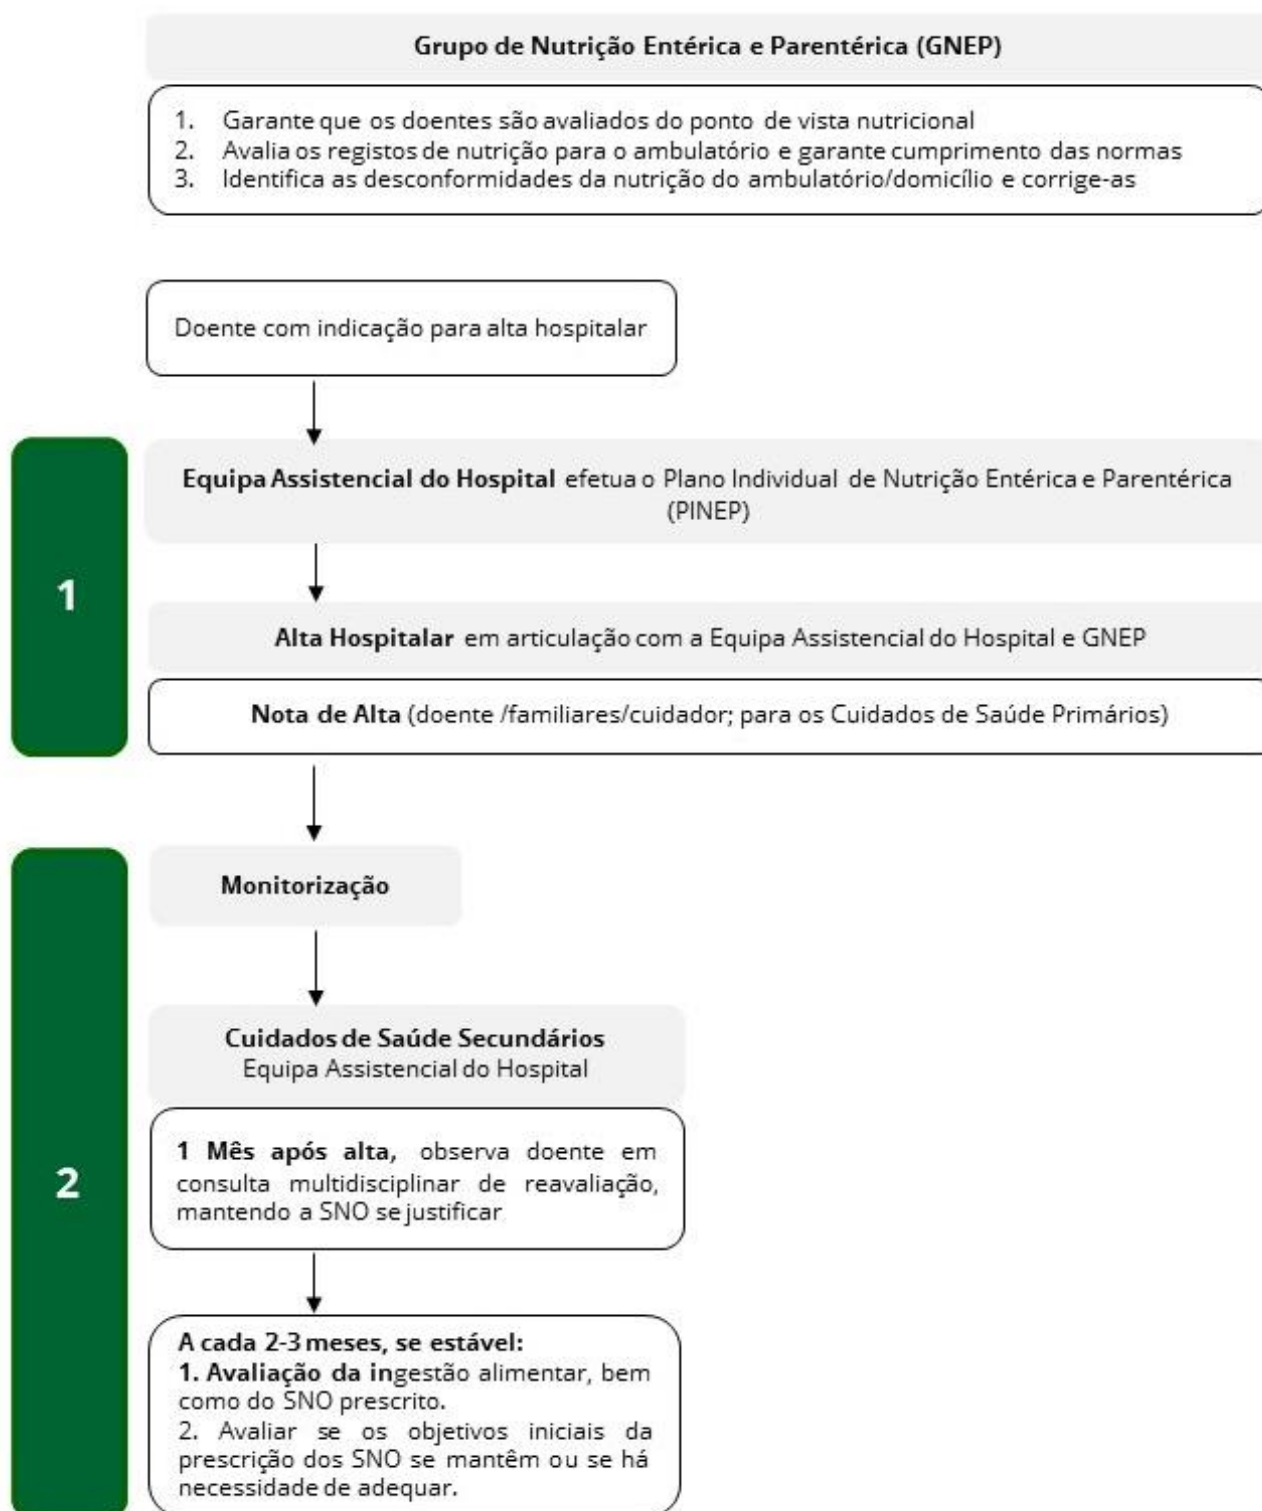 Grupo de Nutrição Entérica e Parentérica (GNEP)
1. Garante que os doentes são avaliados do ponto de vista nutricional
2. Avalia os registos de nutrição para o ambulatório e garante cumprimento das normas
3. Identifica as desconformidades da nutrição do ambulatório/domicílio e corrige-as
Doente com indicação para alta hospitalar
1
Equipa Assistencial do Hospital efetua o Plano Individual de Nutrição Entérica e Parentérica
(PINEP)
Alta Hospitalar em articulação com a Equipa Assistencial do Hospital e GNEP
Nota de Alta (doente /familiares/cuidador; para os Cuidados de Saúde Primários)
2
Monitorização
Cuidados de Saúde Secundários
Equipa Assistencial do Hospital
1 Mês após alta, observa doente em
consulta multidisciplinar de reavaliação,
mantendo a SNO se justificar
A cada 2-3 meses, se estável:
1. Avaliação da ingestão alimentar, bem
como do SNO prescrito.
2. Avaliar se os objetivos iniciais da
prescrição dos SNO se mantêm ou se há
necessidade de adequar.